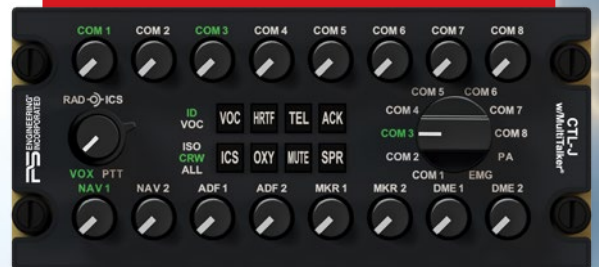 COM 1 COM 2 COM 3 COM 4 COM 5 COM 6 COM 7 COM 8
PS ENGINEERING® INCORPORATED
RAD ICS
VOX PTT
ID
VOC
VOC HRTF TEL ACK
ISO
CRW
ALL
ICS OXY MUTE SPR
COM 5 COM 6
COM 4 COM 7
COM 3 COM 8
COM 2 PA
COM 1 EMG
CTL-J
w/MultiTalker®
NAV 1 NAV 2 ADF 1 ADF 2 MKR 1 MKR 2 DME 1 DME 2